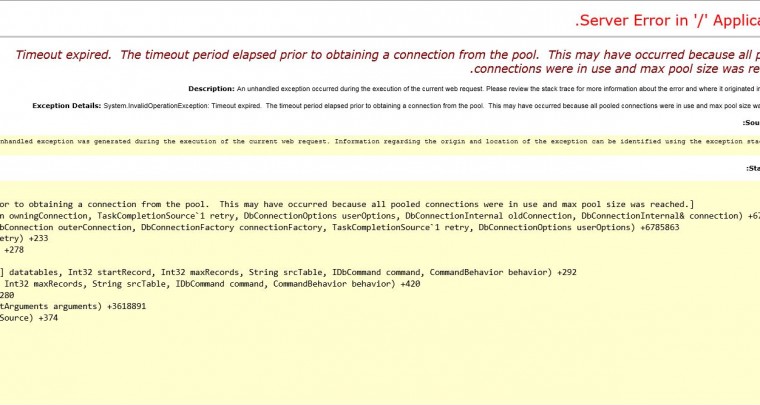 .Server Error in '/' Applica
Timeout expired.  The timeout period elapsed prior to obtaining a connection from the pool.  This may have occurred because all p
.connections were in use and max pool size was re
Description: An unhandled exception occurred during the execution of the current web request. Please review the stack trace for more information about the error and where it originated in
Exception Details: System.InvalidOperationException: Timeout expired.  The timeout period elapsed prior to obtaining a connection from the pool.  This may have occurred because all pooled connections were in use and max pool size wa
:Sou
nhandled exception was generated during the execution of the current web request. Information regarding the origin and location of the exception can be identified using the exception stac
:Sta
or to obtaining a connection from the pool.  This may have occurred because all pooled connections were in use and max pool size was reached.]
n owningConnection, TaskCompletionSource`1 retry, DbConnectionOptions userOptions, DbConnectionInternal oldConnection, DbConnectionInternal& connection) +67
bConnection outerConnection, DbConnectionFactory connectionFactory, TaskCompletionSource`1 retry, DbConnectionOptions userOptions) +6785863
etry) +233
+278
] datatables, Int32 startRecord, Int32 maxRecords, String srcTable, IDbCommand command, CommandBehavior behavior) +292
Int32 maxRecords, String srcTable, IDbCommand command, CommandBehavior behavior) +420
280
tArguments arguments) +3618891
Source) +374